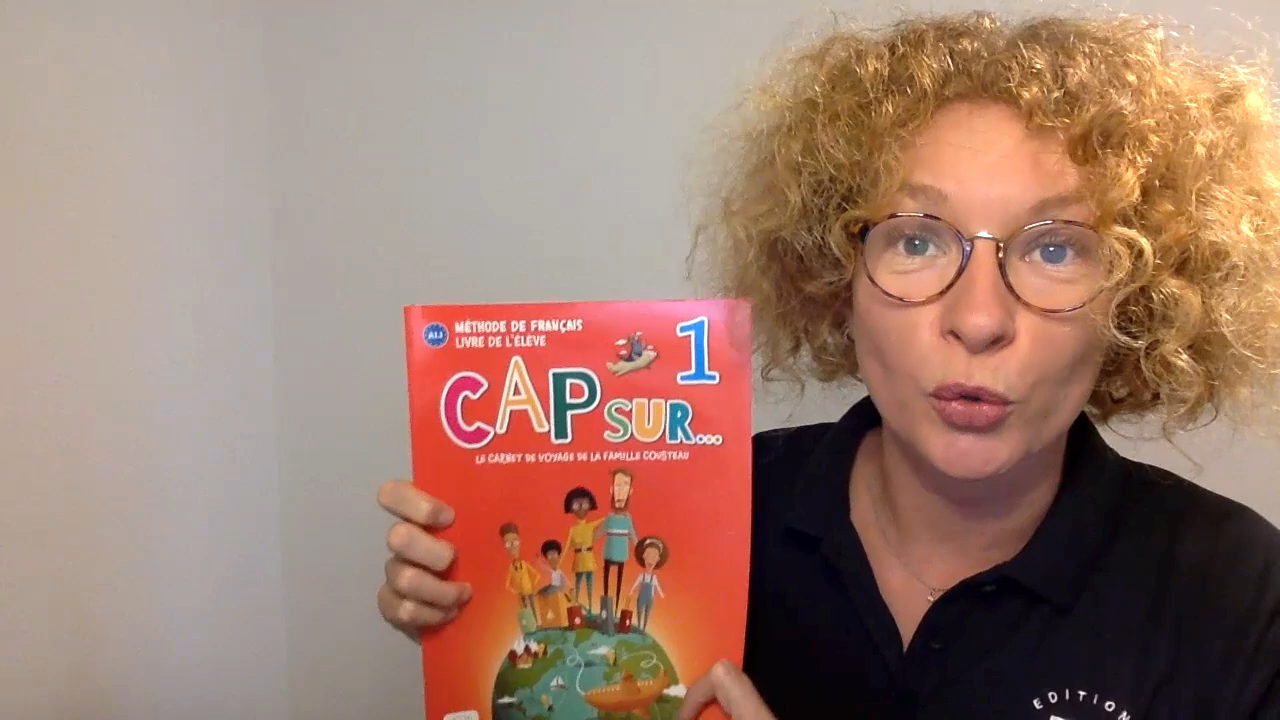 A1.1
MÉTHODE DE FRANÇAIS
LIVRE DE L'ÉLÈVE
1
CAP SUR...
LE CARNET DE VOYAGE DE LA FAMILLE COUSTEAU
EDITION